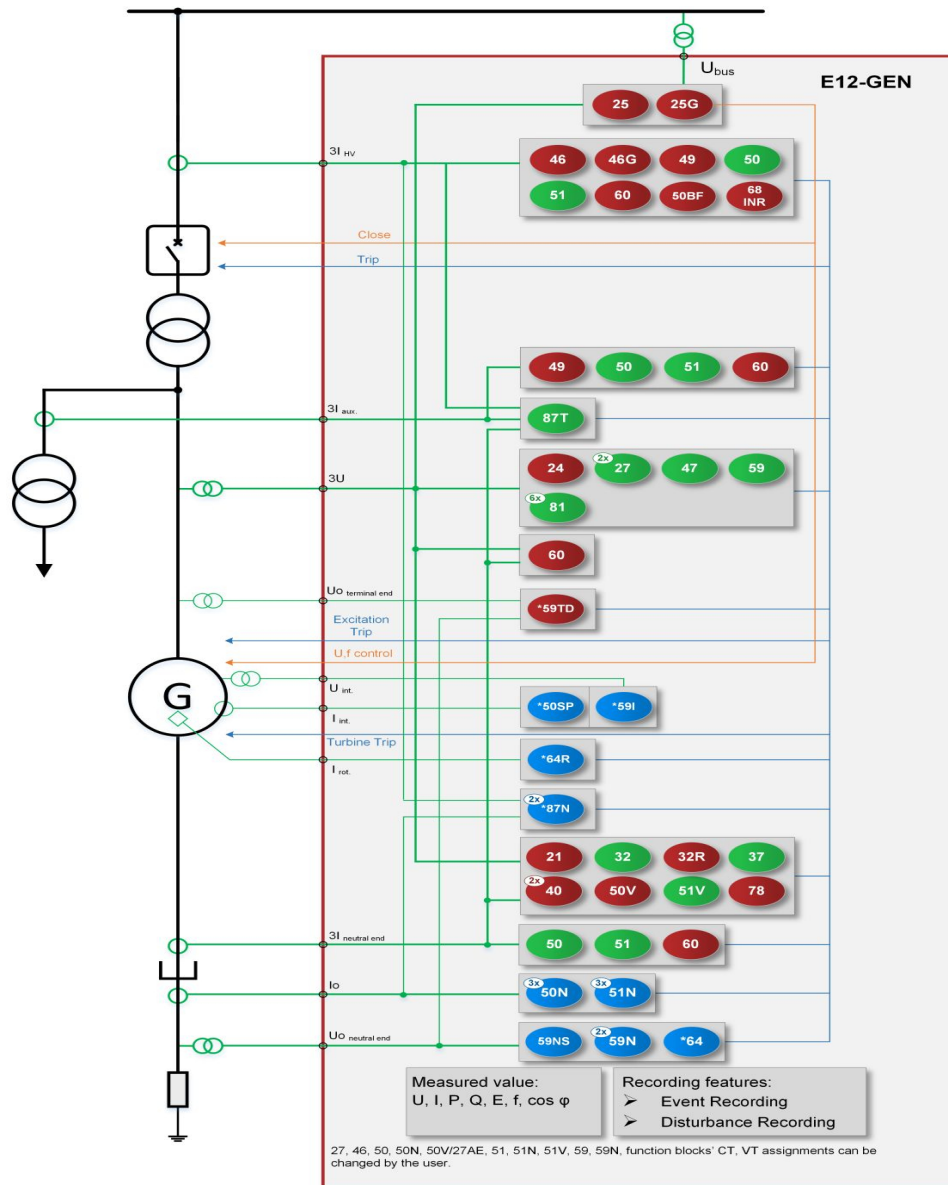 U bus
E12-GEN
25 25G
3I HV
46 46G 49 50
51 60 50BF 68 INR
Close
Trip
49 50 51 60
3I aux.
87T
3U
24 2x 27 47 59
6x 81
60
Uo terminal end
*59TD
Excitation
Trip
U,f control
G
U int.
*50SP *59I
I int.
Turbine Trip
*64R
I rot.
2x *87N
21 32 32R 37
2x 40 50V 51V 78
3I neutral end
50 51 60
Io
3x 50N 3x 51N
Uo neutral end
59NS 2x 59N *64
Measured value:
U, I, P, Q, E, f, cos φ
Recording features:
➢ Event Recording
➢ Disturbance Recording
27, 46, 50, 50N, 50V/27AE, 51, 51N, 51V, 59, 59N, function blocks' CT, VT assignments can be
changed by the user.